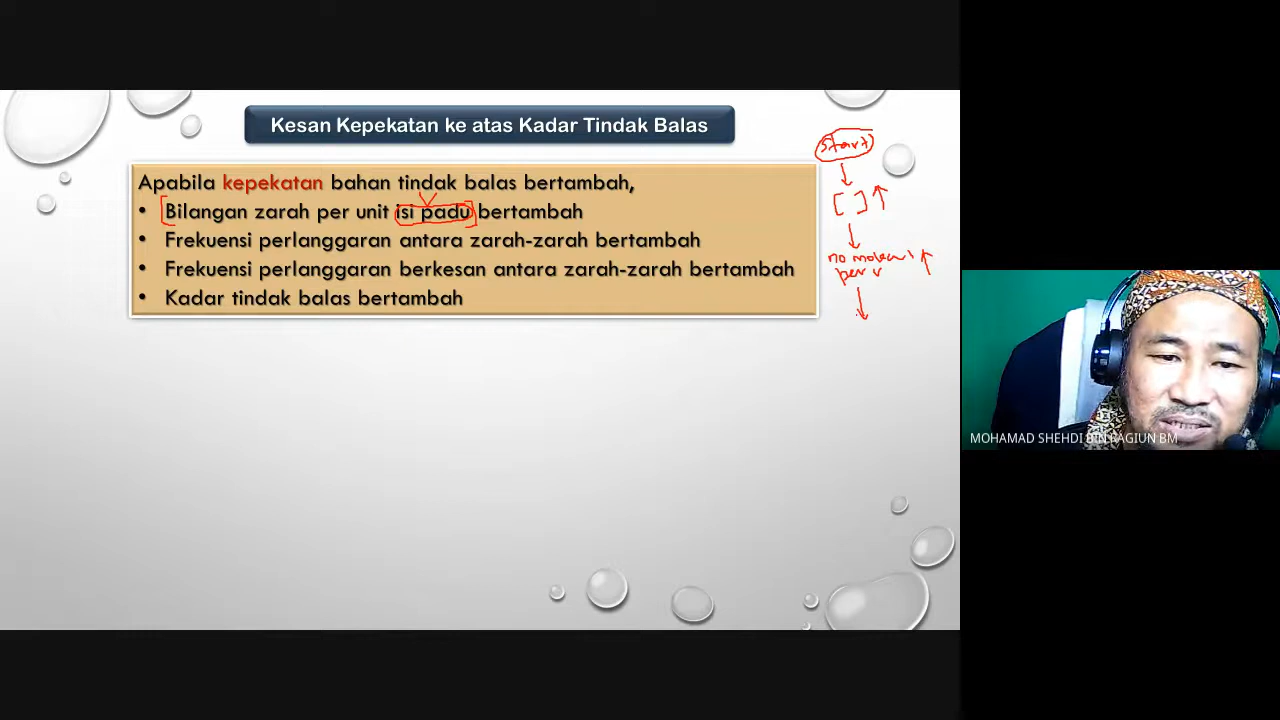 Kesan Kepekatan ke atas Kadar Tindak Balas
Apabila kepekatan bahan tindak balas bertambah,
• Bilangan zarah per unit isi padu bertambah
• Frekuensi perlanggaran antara zarah-zarah bertambah
• Frekuensi perlanggaran berkesan antara zarah-zarah bertambah
• Kadar tindak balas bertambah
start
[ ] ↑
no
per v
MOHAMAD SHEHDI BIN RAGIUN BM